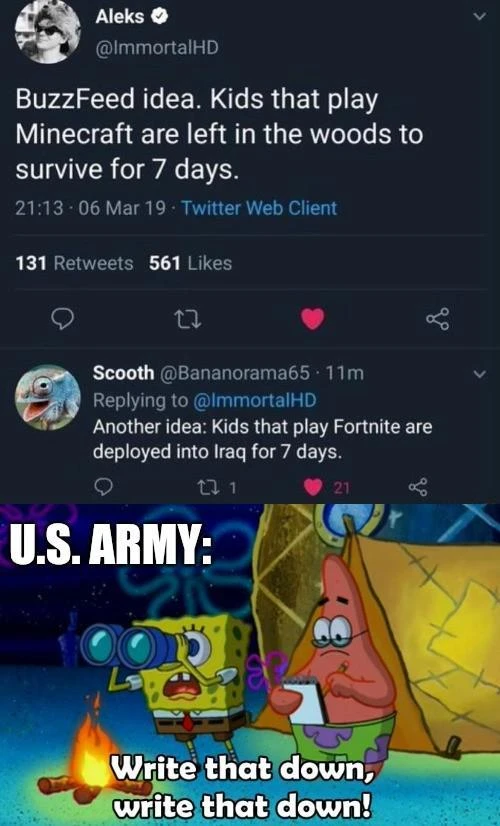 Aleks
@ImmortalHD
BuzzFeed idea. Kids that play
Minecraft are left in the woods to
survive for 7 days.
21:13 · 06 Mar 19 · Twitter Web Client
131 Retweets 561 Likes
Scooth @Bananorama65 · 11m
Replying to @ImmortalHD
Another idea: Kids that play Fortnite are
deployed into Iraq for 7 days.
1 21
U.S. ARMY:
Write that down,
write that down!